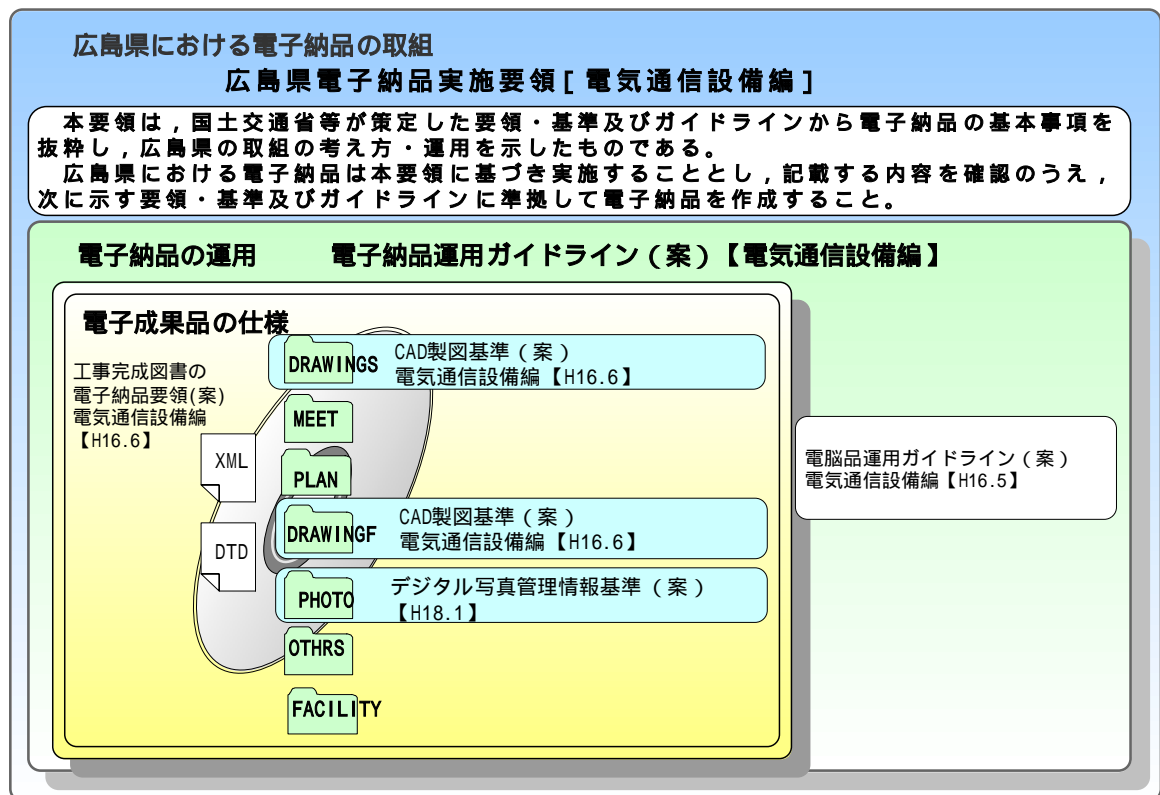 広島県における電子納品の取組
広島県電子納品実施要領[電気通信設備編]
本要領は,国土交通省等が策定した要領・基準及びガイドラインから電子納品の基本事項を
抜粋し,広島県の取組の考え方・運用を示したものである。
広島県における電子納品は本要領に基づき実施することとし,記載する内容を確認のうえ,
次に示す要領・基準及びガイドラインに準拠して電子納品を作成すること。
電子納品の運用 電子納品運用ガイドライン(案)【電気通信設備編】
電子成果品の仕様
工事完成図書の
電子納品要領(案)
電気通信設備編
【H16.6】
XML
DTD
DRAWINGS
CAD製図基準(案)
電気通信設備編【H16.6】
MEET
PLAN
DRAWINGF
CAD製図基準(案)
電気通信設備編【H16.6】
PHOTO
デジタル写真管理情報基準(案)
【H18.1】
OTHRS
FACILITY
電脳品運用ガイドライン(案)
電気通信設備編【H16.5】